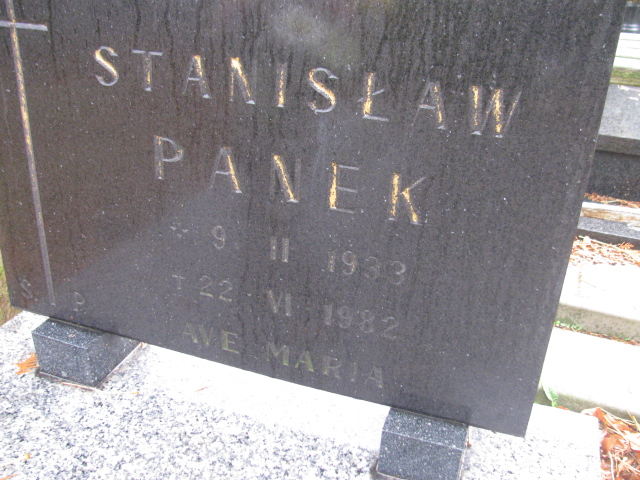 STANISŁAW
PANEK
* 9 II 1933
† 22 VI 1982
S P
AVE MARIA